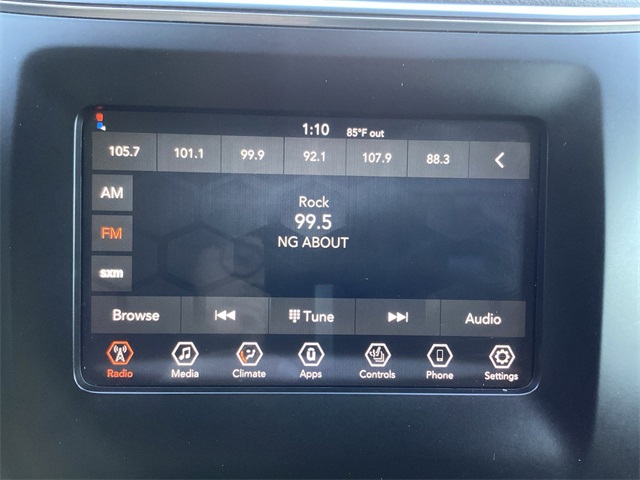 1:10 85°F out
105.7 101.1 99.9 92.1 107.9 88.3
AM
FM
sxm
Rock
99.5
NG ABOUT
Browse Tune Audio
Radio Media Climate Apps Controls Phone Settings